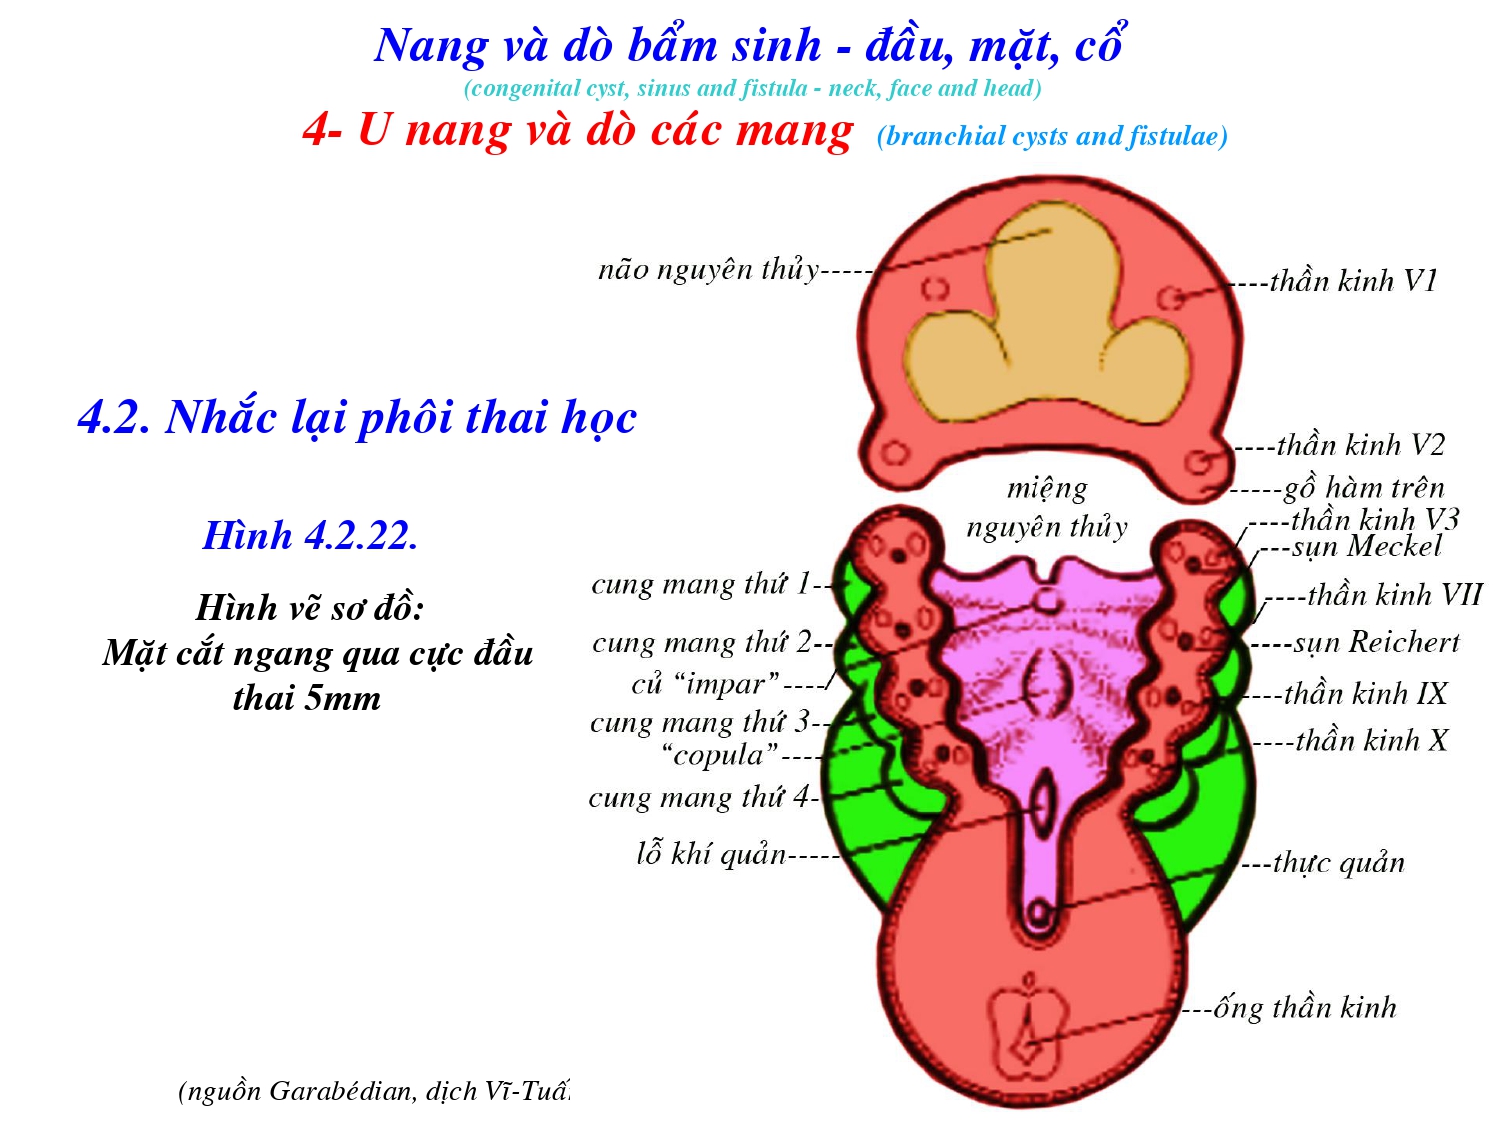 Nang và dò bẩm sinh - đầu, mặt, cổ
(congenital cyst, sinus and fistula - neck, face and head)
4- U nang và dò các mang (branchial cysts and fistulae)
não nguyên thủy-----
----thần kinh V1
4.2. Nhắc lại phôi thai học
----thần kinh V2
miệng
nguyên thủy
-----gồ hàm trên
----thần kinh V3
---sụn Meckel
Hình 4.2.22.
Hình vẽ sơ đồ:
Mặt cắt ngang qua cực đầu
thai 5mm
cung mang thứ 1--
----thần kinh VII
cung mang thứ 2--
----sụn Reichert
củ “impar”----/
----thần kinh IX
cung mang thứ 3--
“copula”----
----thần kinh X
cung mang thứ 4-
lỗ khí quản-----
---thực quản
---ống thần kinh
(nguồn Garabédian, dịch Vĩ-